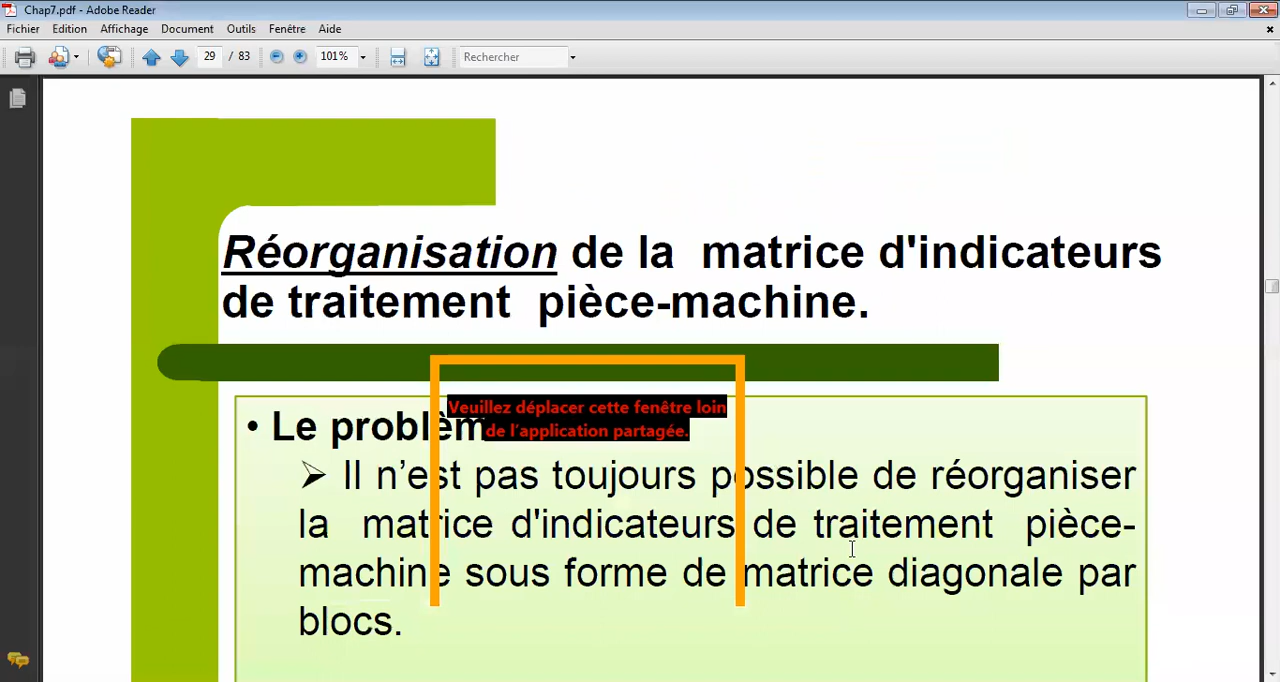 Chap7.pdf - Adobe Reader
Fichier Edition Affichage Document Outils Fenêtre Aide
29 / 83 101% Rechercher
Réorganisation de la matrice d'indicateurs
de traitement pièce-machine.
Veuillez déplacer cette fenêtre loin
de l'application partagée.
• Le problèm
➢ Il n’est pas toujours possible de réorganiser
la matrice d'indicateurs de traitement pièce-
machine sous forme de matrice diagonale par
blocs.